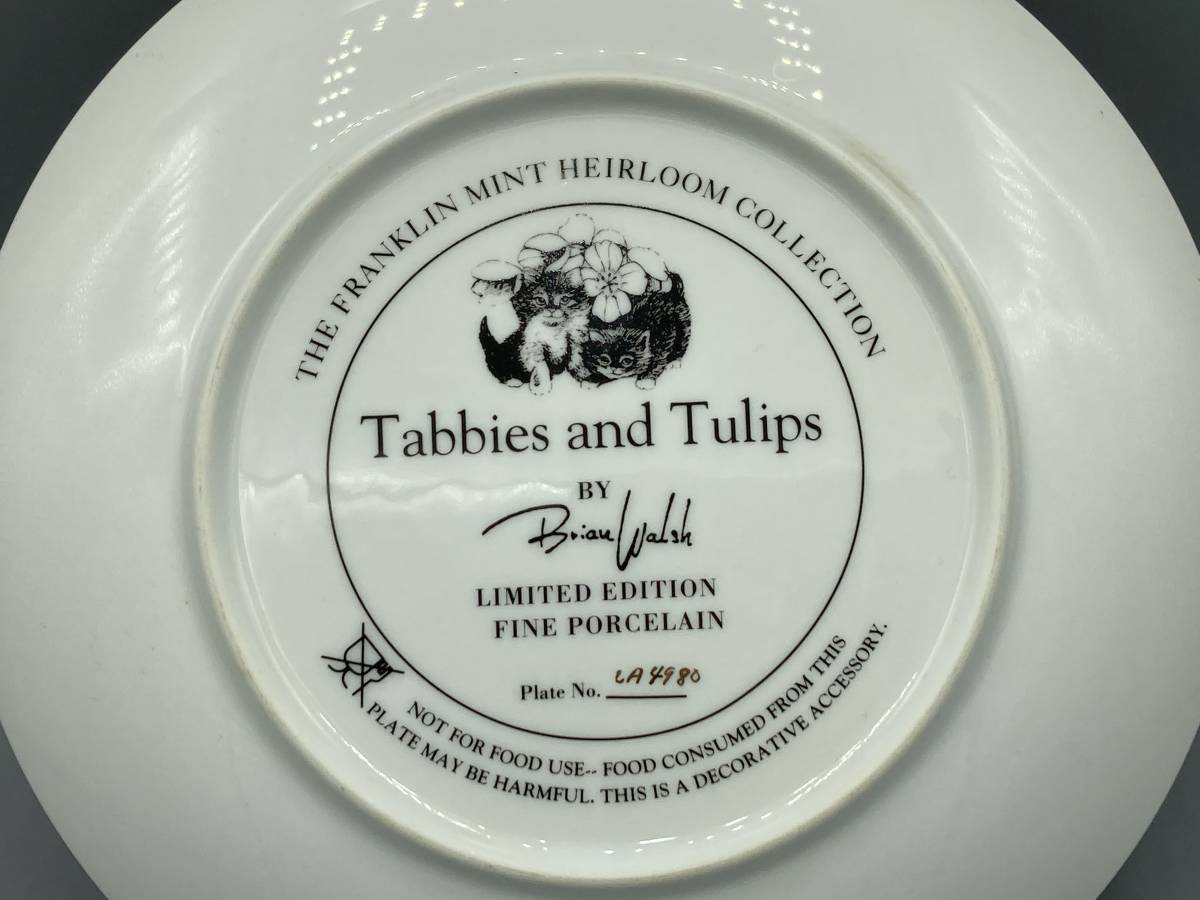 THE FRANKLIN MINT HEIRLOOM COLLECTION
Tabbies and Tulips
BY
Brian Walsh
LIMITED EDITION
FINE PORCELAIN
Plate No. LA4980
NOT FOR FOOD USE-- FOOD CONSUMED FROM THIS
PLATE MAY BE HARMFUL. THIS IS A DECORATIVE ACCESSORY.